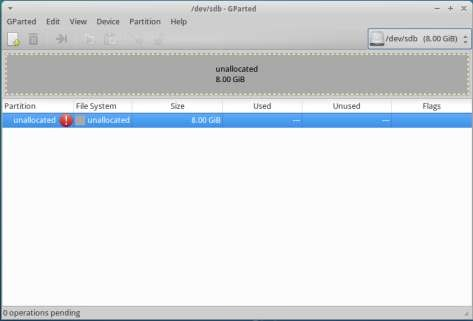 /dev/sdb - GParted
GParted Edit View Device Partition Help
/dev/sdb (8.00 GiB)
unallocated
8.00 GiB
Partition File System Size Used Unused Flags
unallocated unallocated 8.00 GiB --- ---
0 operations pending